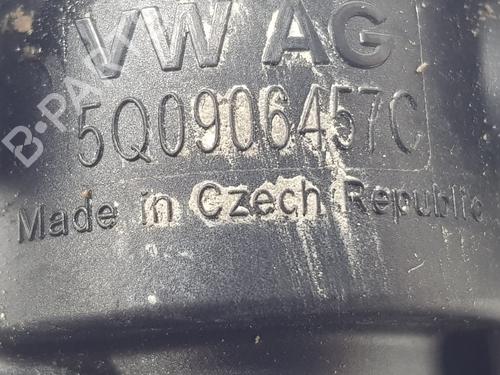 VW AG
5Q0906457C
Made in Czech Republic
B-PARTS